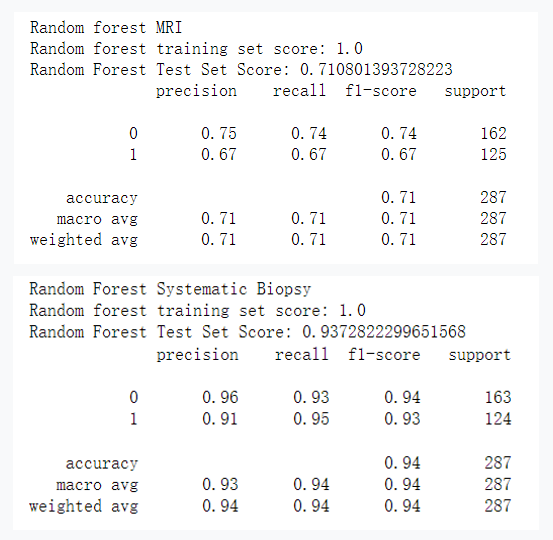 Random forest MRI
Random forest training set score: 1.0
Random Forest Test Set Score: 0.710801393728223
precision recall f1-score support
0 0.75 0.74 0.74 162
1 0.67 0.67 0.67 125
accuracy 0.71 287
macro avg 0.71 0.71 0.71 287
weighted avg 0.71 0.71 0.71 287
Random Forest Systematic Biopsy
Random forest training set score: 1.0
Random Forest Test Set Score: 0.9372822299651568
precision recall f1-score support
0 0.96 0.93 0.94 163
1 0.91 0.95 0.93 124
accuracy 0.94 287
macro avg 0.93 0.94 0.94 287
weighted avg 0.94 0.94 0.94 287